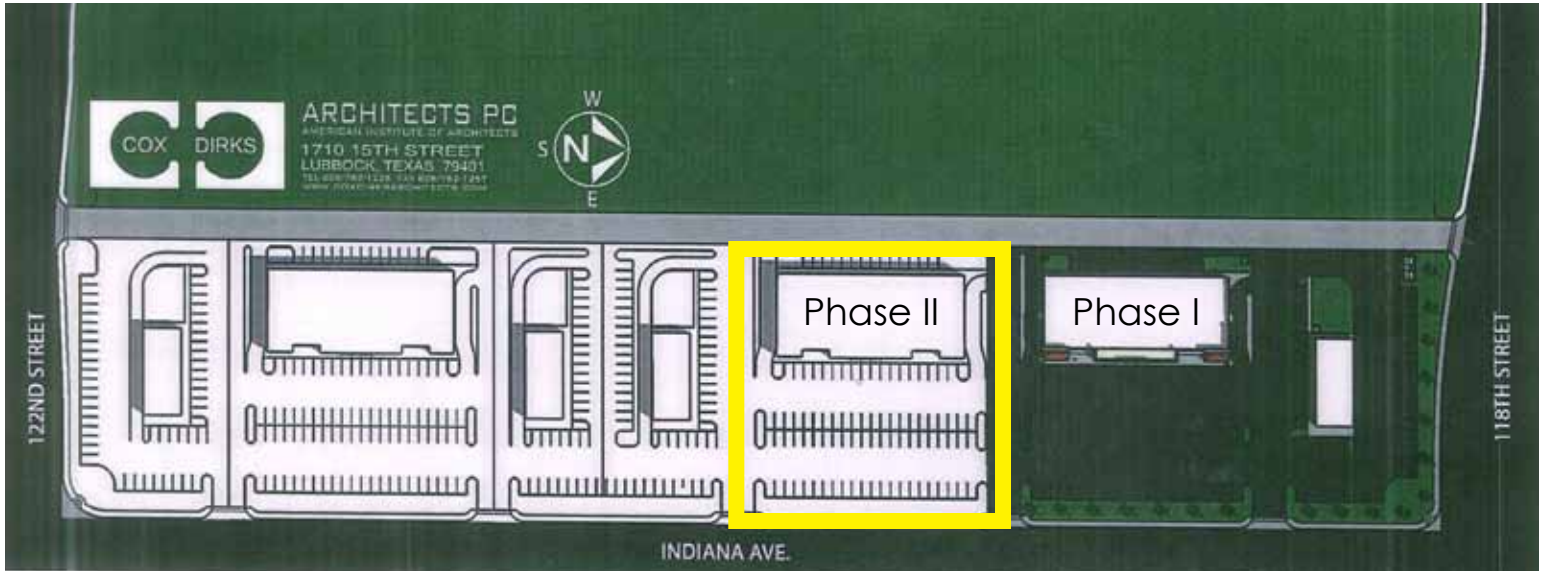 W
COX DIRKS
ARCHITECTS PC
AMERICAN INSTITUTE OF ARCHITECTS
1710 15TH STREET
LUBBOCK, TEXAS 79401
S N
E
Phase II
Phase I
122ND STREET
118TH STREET
INDIANA AVE.